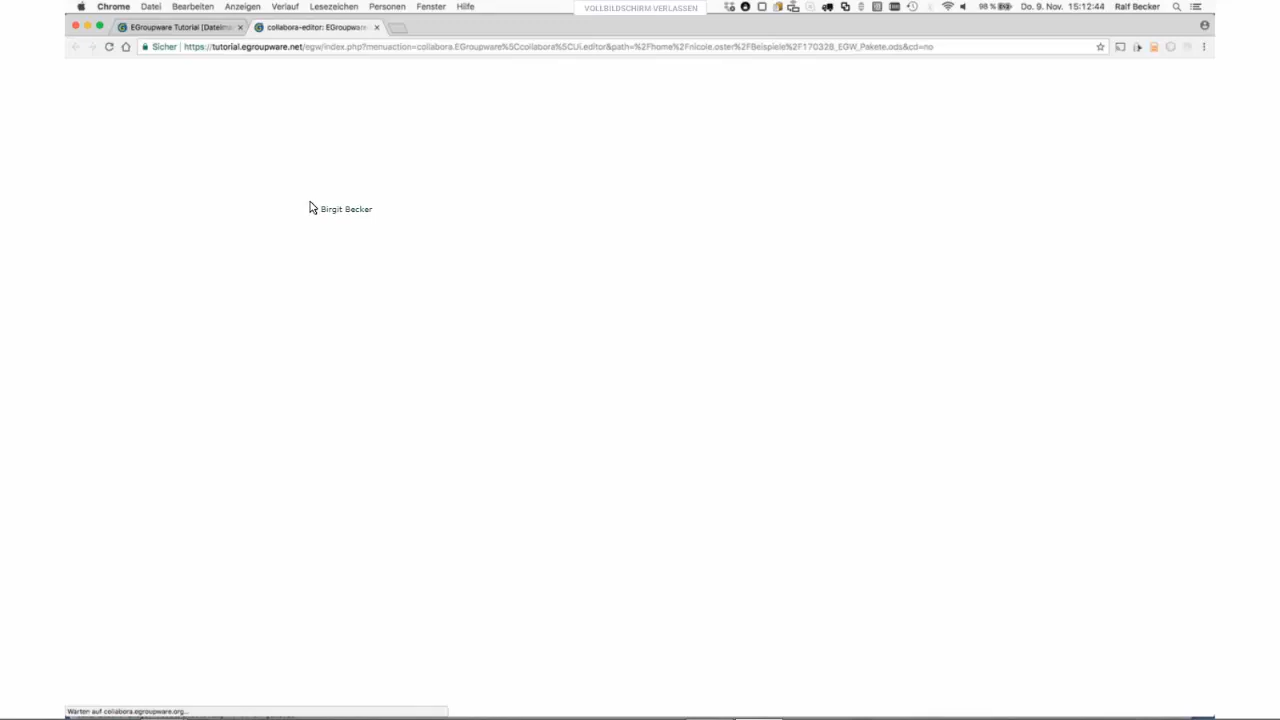 Chrome Datei Bearbeiten Anzeigen Verlauf Lesezeichen Personen Fenster Hilfe VOLLBILDSCHIRM VERLASSEN 98 % Do. 9. Nov. 15:12:44 Ralf Becker
EGroupware Tutorial [Dateima × collabora-editor: EGroupware ×
Sicher https://tutorial.egroupware.net/egw/index.php?menuaction=collabora.EGroupware%5Ccollabora%5CUi.editor&path=%2Fhome%2Fnicole.oster%2FBeispiele%2F170328_EGW_Pakete.ods&cd=no
Birgit Becker
Warten auf collabora.egroupware.org...